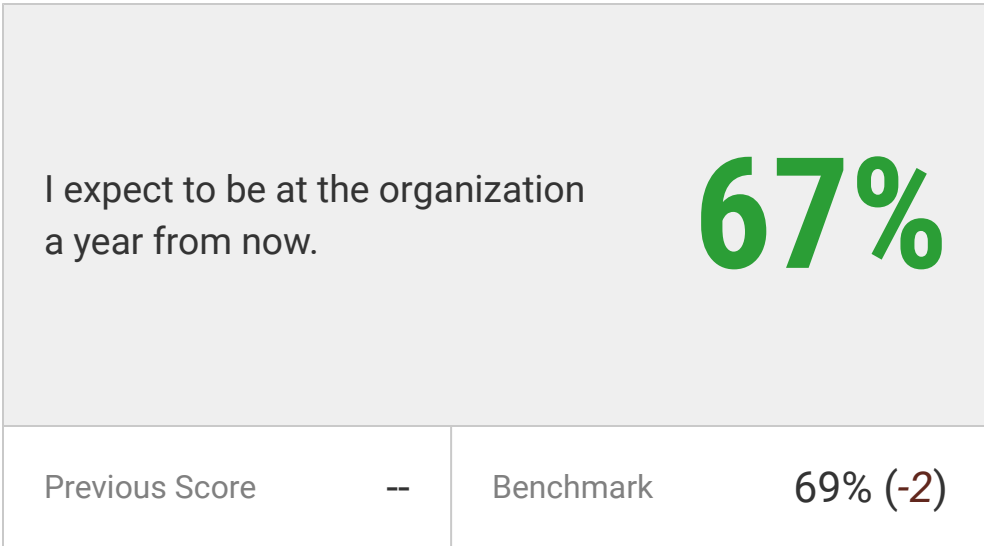 I expect to be at the organization
a year from now.
67%
Previous Score
--
Benchmark
69% (-2)